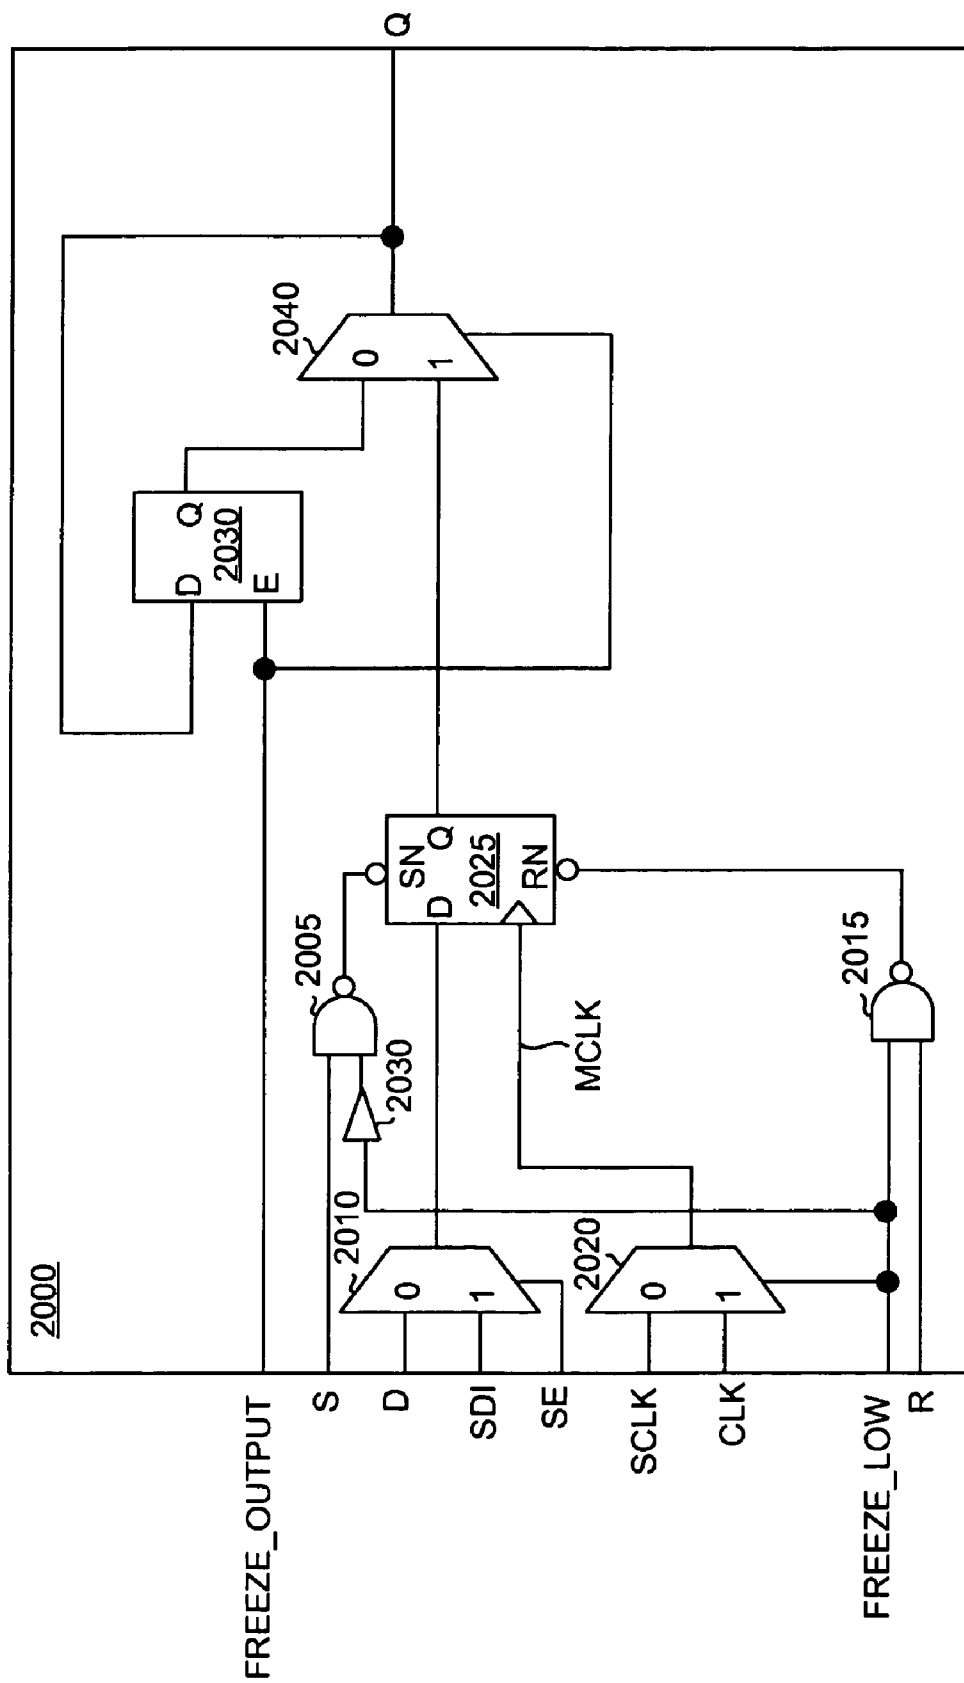 2000
FREEZE_OUTPUT
S
D
SDI
SE
SCLK
CLK
FREEZE_LOW
R
2010
0
1
2020
0
1
2030
2005
MCLK
2015
SN
D
Q
2025
RN
D
Q
2030
E
2040
0
1
Q